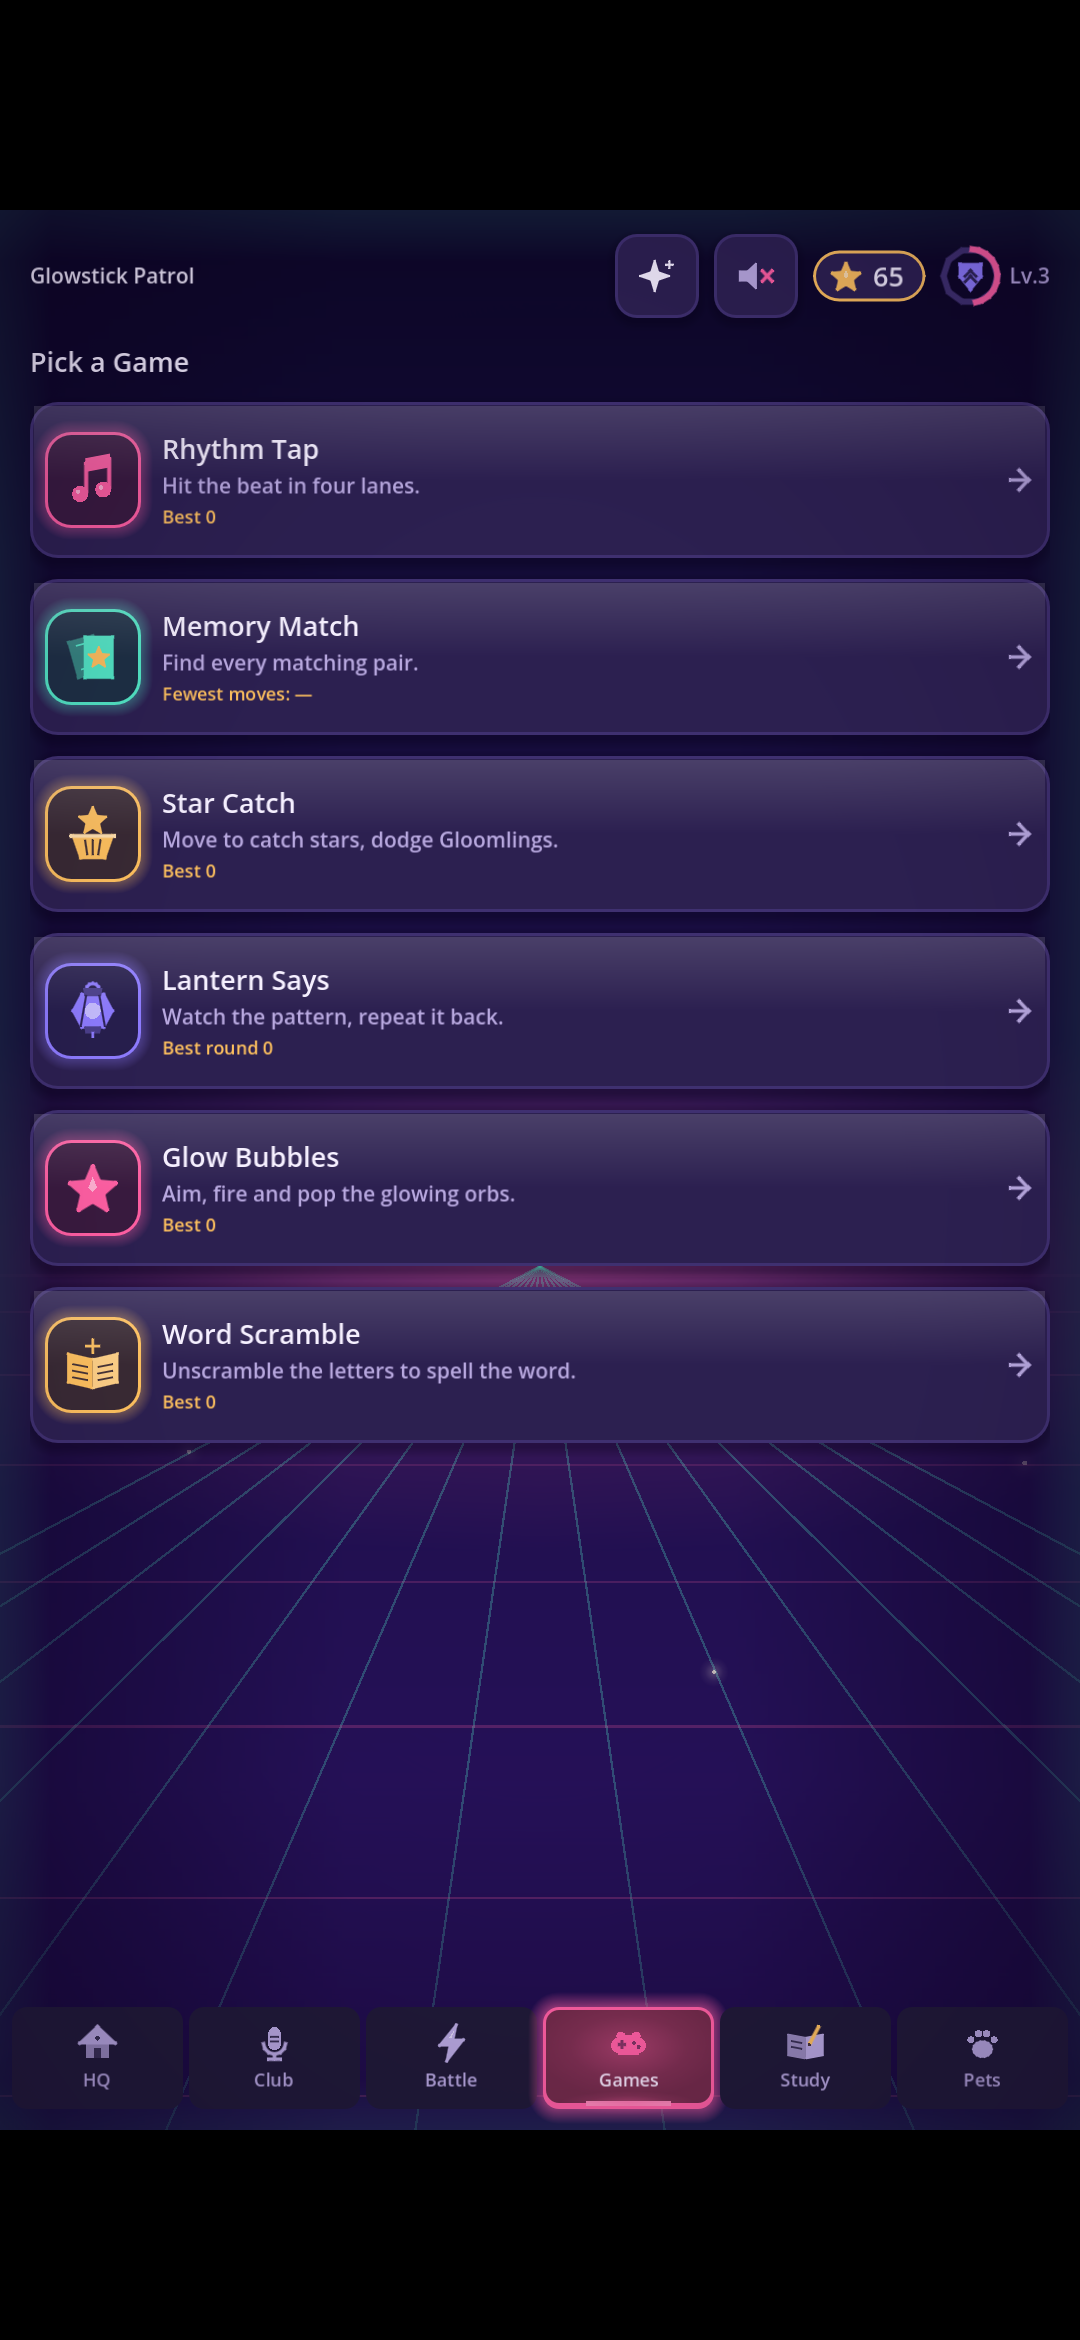 Glowstick Patrol
65
Lv.3
Pick a Game
Rhythm Tap
Hit the beat in four lanes.
Best 0
Memory Match
Find every matching pair.
Fewest moves: —
Star Catch
Move to catch stars, dodge Gloomlings.
Best 0
Lantern Says
Watch the pattern, repeat it back.
Best round 0
Glow Bubbles
Aim, fire and pop the glowing orbs.
Best 0
Word Scramble
Unscramble the letters to spell the word.
Best 0
HQ
Club
Battle
Games
Study
Pets